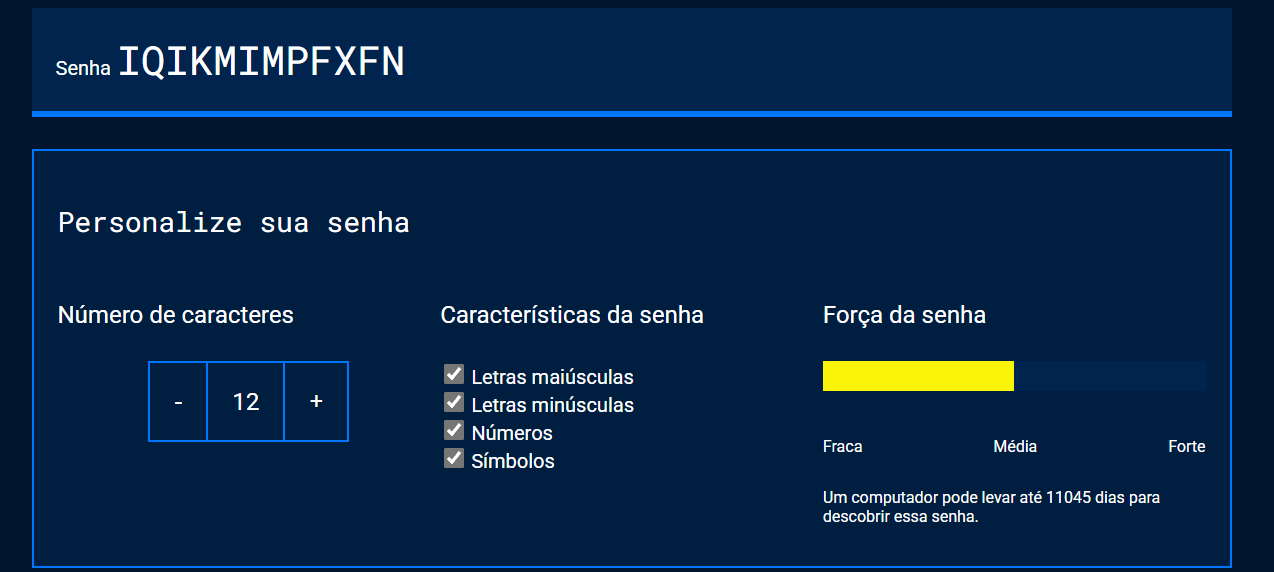 Senha IQIKMIMPFXFN
Personalize sua senha
Número de caracteres
- 12 +
Características da senha
Letras maiúsculas
Letras minúsculas
Números
Símbolos
Força da senha
Fraca Média Forte
Um computador pode levar até 11045 dias para
descobrir essa senha.